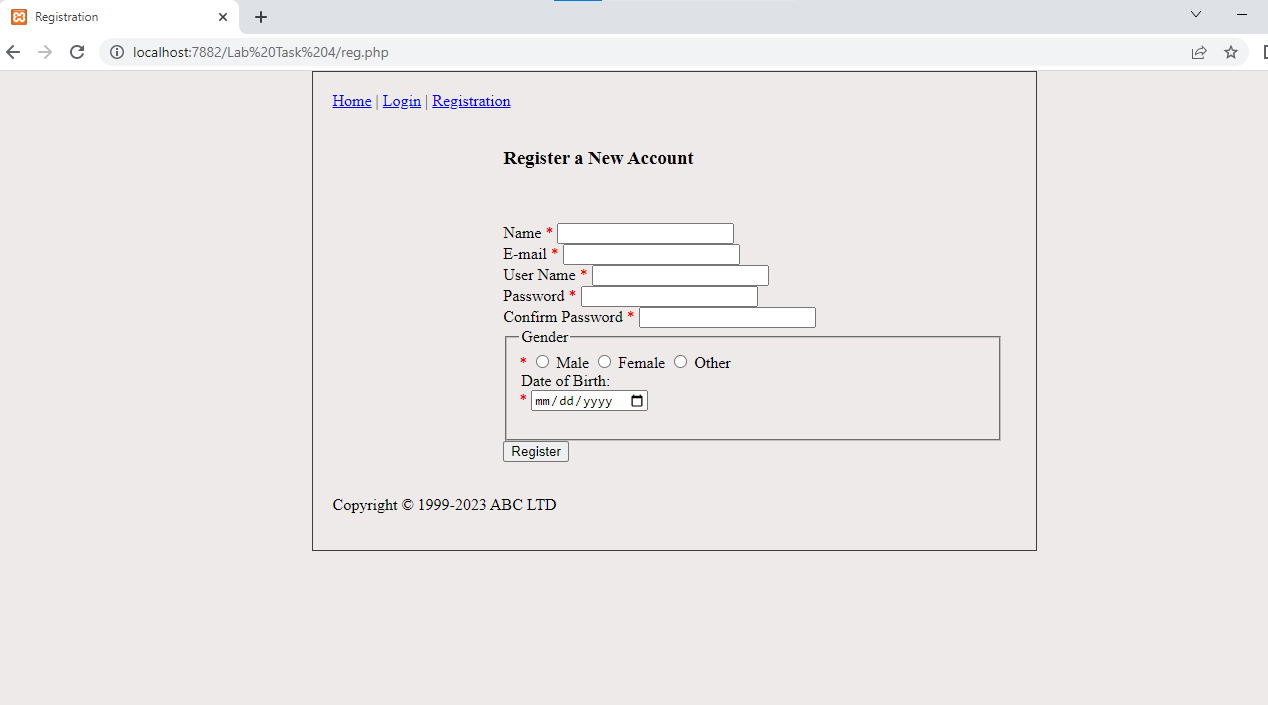 Registration
localhost:7882/Lab%20Task%204/reg.php
Home | Login | Registration
Register a New Account
Name *
E-mail *
User Name *
Password *
Confirm Password *
Gender
* Male Female Other
Date of Birth:
* mm/dd/yyyy
Register
Copyright © 1999-2023 ABC LTD